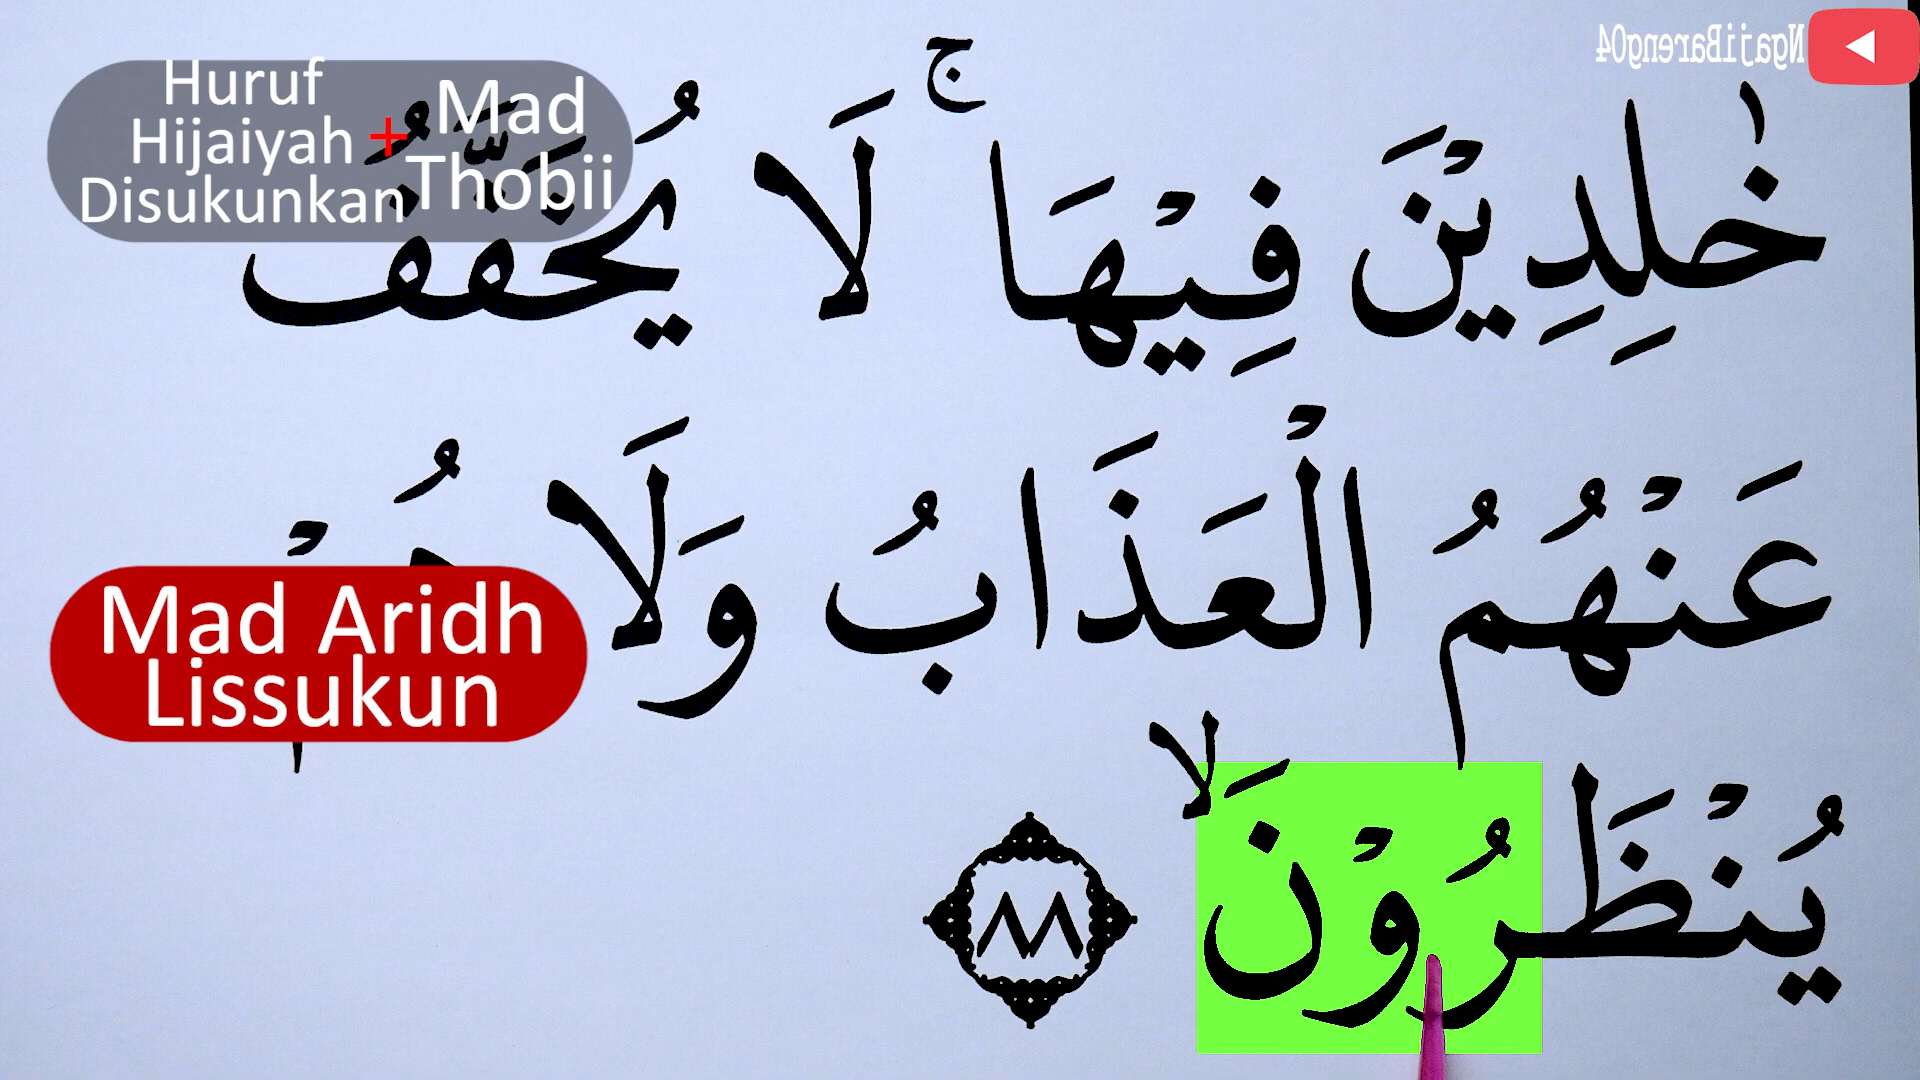 NgajiBareng04
Huruf
Hijaiyah + Mad
Disukunkan Thobii
خٰلِدِيْنَ فِيْهَا ۚ لَا يُخَفَّفُ
عَنْهُمُ الْعَذَابُ وَلَا
Mad Aridh
Lissukun
يُنْظَرُوْنَ ۙ ٨٨